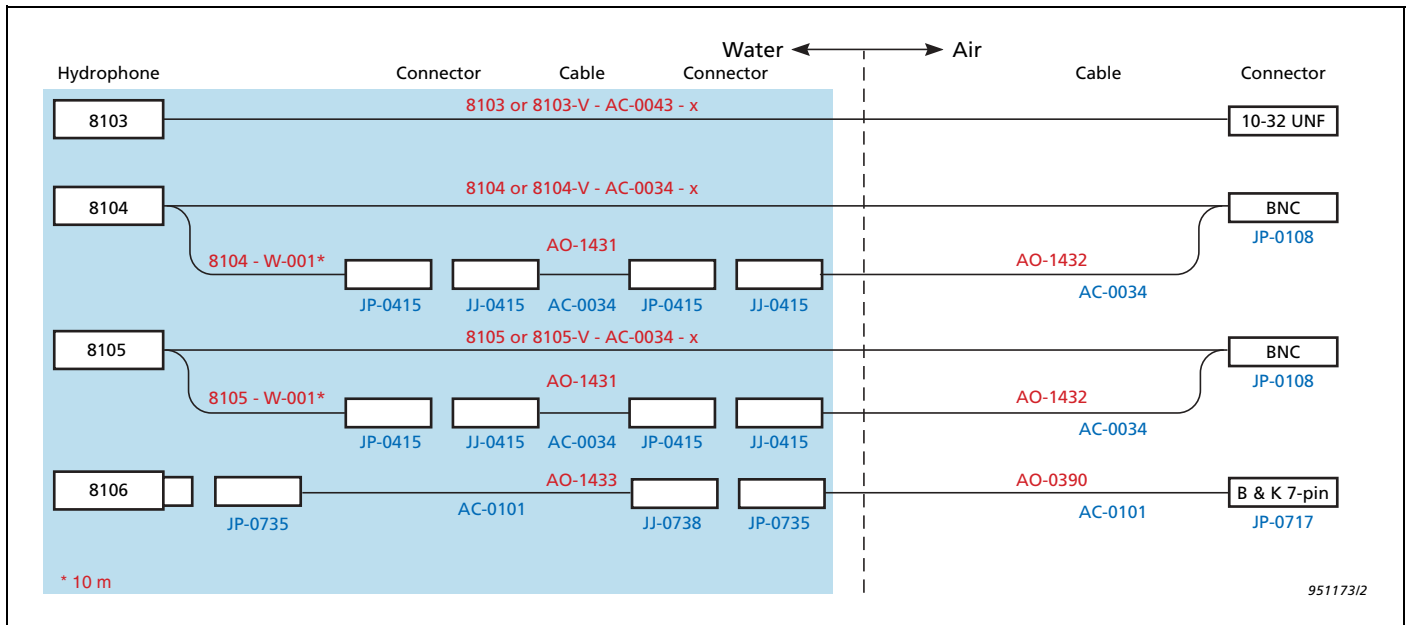 Water Air
Hydrophone Connector Cable Connector Cable Connector
8103 or 8103-V - AC-0043 - x
8103 10-32 UNF
8104 or 8104-V - AC-0034 - x
8104 BNC
JP-0108
AO-1431
8104 - W-001* AO-1432
JP-0415 JJ-0415 AC-0034 JP-0415 JJ-0415 AC-0034
8105 or 8105-V - AC-0034 - x
8105 BNC
JP-0108
AO-1431
8105 - W-001* AO-1432
JP-0415 JJ-0415 AC-0034 JP-0415 JJ-0415 AC-0034
AO-1433 AO-0390
8106 B & K 7-pin
AC-0101 AC-0101
JP-0735 JJ-0738 JP-0735 JP-0717
* 10 m
951173/2